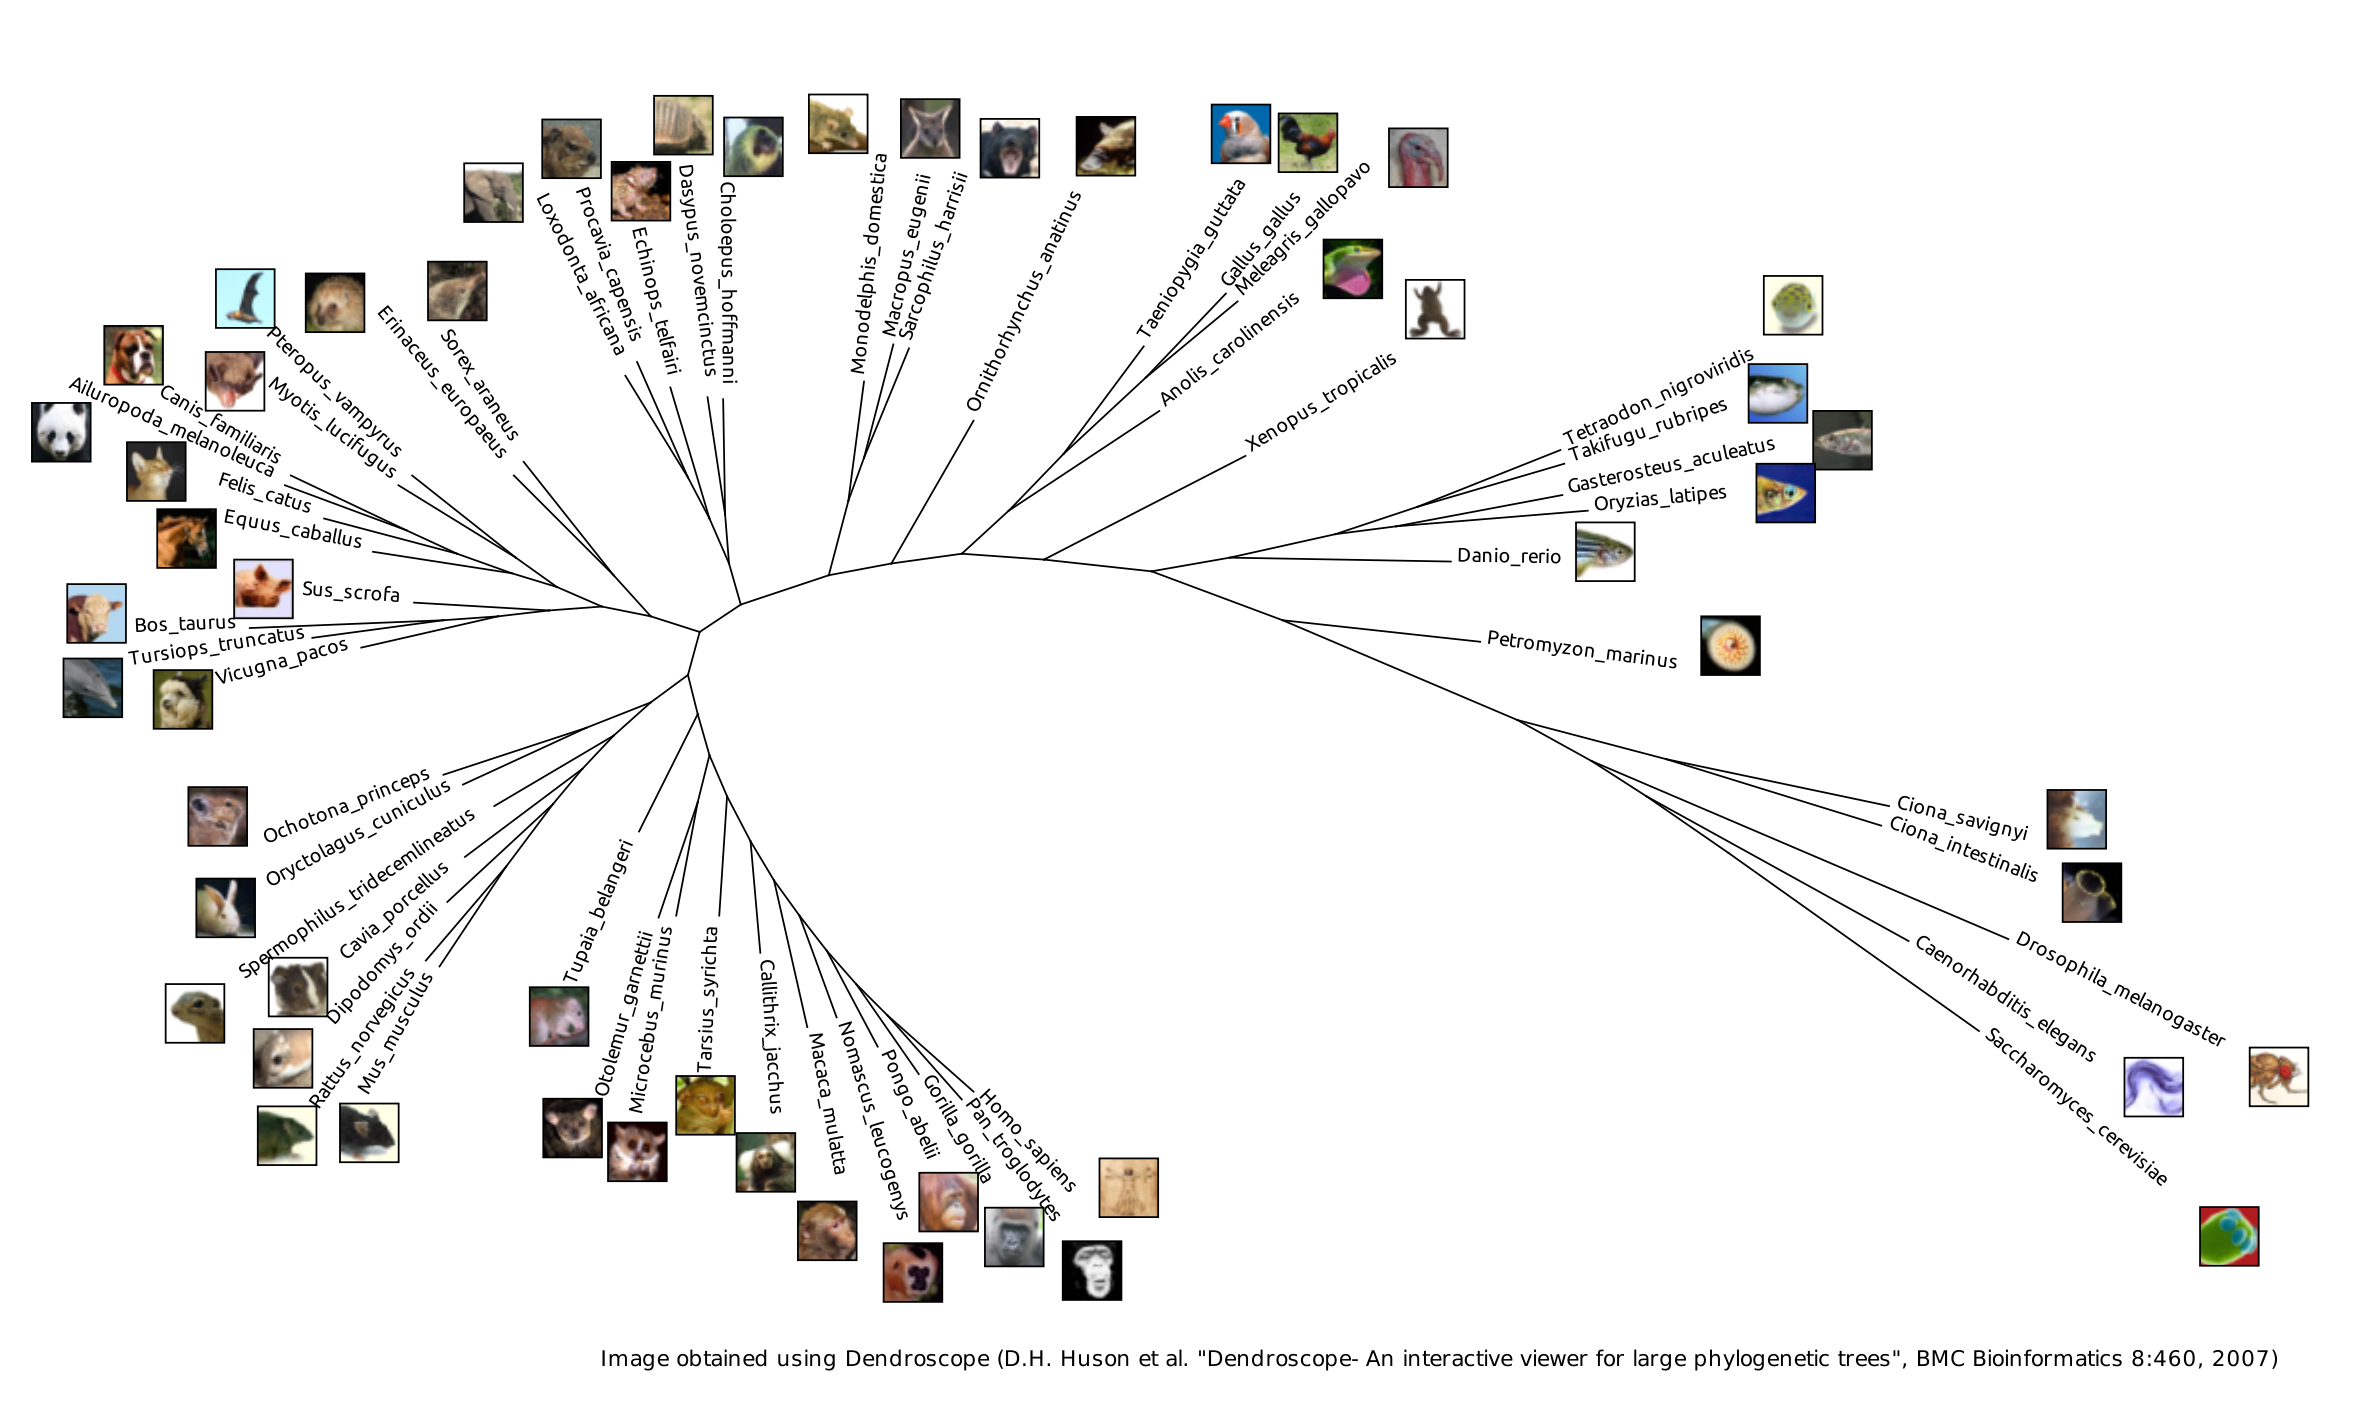 Loxodonta_africana
Procavia_capensis
Echinops_telfairi
Dasypus_novemcinctus
Choloepus_hoffmanni
Monodelphis_domestica
Macropus_eugenii
Sarcophilus_harrisii
Ornithorhynchus_anatinus
Taeniopygia_guttata
Gallus_gallus
Meleagris_gallopavo
Anolis_carolinensis
Xenopus_tropicalis
Tetraodon_nigroviridis
Takifugu_rubripes
Gasterosteus_aculeatus
Oryzias_latipes
Danio_rerio
Petromyzon_marinus
Ciona_savignyi
Ciona_intestinalis
Drosophila_melanogaster
Caenorhabditis_elegans
Saccharomyces_cerevisiae
Homo_sapiens
Pan_troglodytes
Gorilla_gorilla
Pongo_abelii
Nomascus_leucogenys
Macaca_mulatta
Callithrix_jacchus
Tarsius_syrichta
Microcebus_murinus
Otolemur_garnettii
Tupaia_belangeri
Mus_musculus
Rattus_norvegicus
Dipodomys_ordii
Cavia_porcellus
Spermophilus_tridecemlineatus
Oryctolagus_cuniculus
Ochotona_princeps
Vicugna_pacos
Tursiops_truncatus
Bos_taurus
Sus_scrofa
Equus_caballus
Felis_catus
Ailuropoda_melanoleuca
Canis_familiaris
Myotis_lucifugus
Pteropus_vampyrus
Erinaceus_europaeus
Sorex_araneus
Image obtained using Dendroscope (D.H. Huson et al. "Dendroscope- An interactive viewer for large phylogenetic trees", BMC Bioinformatics 8:460, 2007)